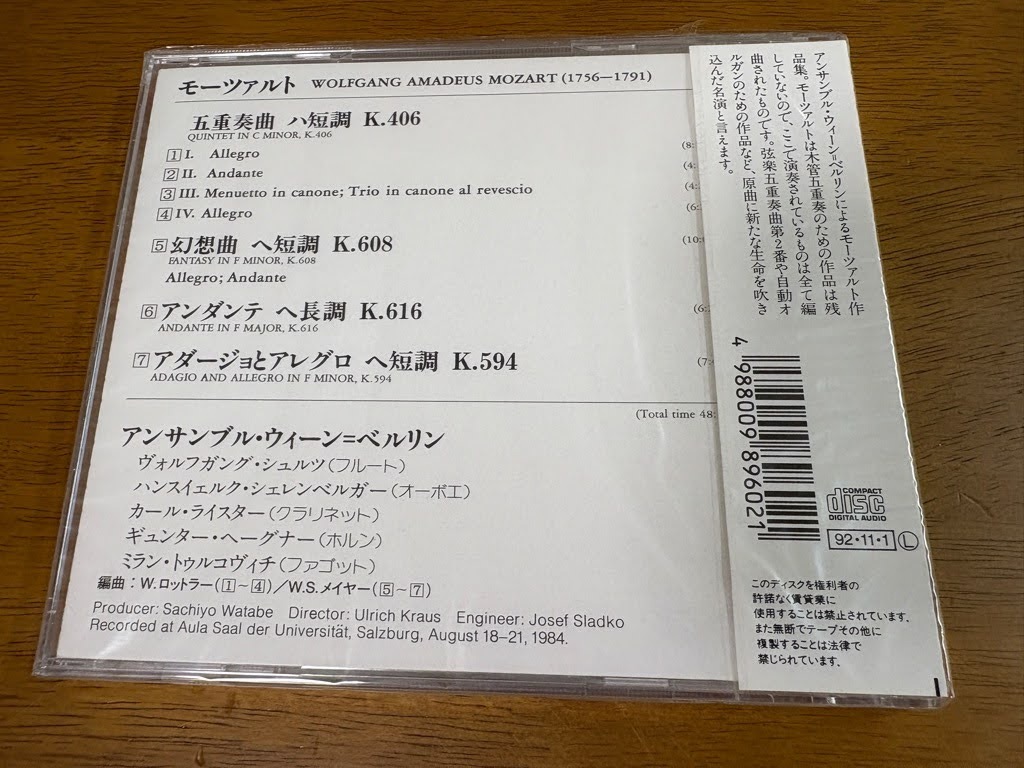 モーツァルト WOLFGANG AMADEUS MOZART (1756—1791)
五重奏曲 ハ短調 K.406
QUINTET IN C MINOR, K.406
1 I. Allegro (8:
2 II. Andante (4:
3 III. Menuetto in canone; Trio in canone al revescio (4:
4 IV. Allegro (6:
5 幻想曲 ヘ短調 K.608 (10:
FANTASY IN F MINOR, K.608
Allegro; Andante
6 アンダンテ ヘ長調 K.616 (6:
ANDANTE IN F MAJOR, K.616
7 アダージョとアレグロ ヘ短調 K.594 (7:
ADAGIO AND ALLEGRO IN F MINOR, K.594
(Total time 48:
アンサンブル・ウィーン=ベルリン
ヴォルフガング・シュルツ(フルート)
ハンスイェルク・シェレンベルガー(オーボエ)
カール・ライスター(クラリネット)
ギュンター・ヘーグナー(ホルン)
ミラン・トゥルコヴィチ(ファゴット)
編曲:W.ロットラー(1~4)/W.S.メイヤー(5~7)
Producer: Sachiyo Watabe Director: Ulrich Kraus Engineer: Josef Sladko
Recorded at Aula Saal der Universität, Salzburg, August 18–21, 1984.
アンサンブル・ウィーン=ベルリンによるモーツァルト作
品集。モーツァルトは木管五重奏のための作品は残
していないので、ここで演奏されているものは全て編
曲されたものです。弦楽五重奏曲第2番や自動オ
ルガンのための作品など、原曲に新たな生命を吹き
込んだ名演と言えます。
4 988009 896021
COMPACT
disc
DIGITAL AUDIO
92・11・1 L
このディスクを権利者の
許諾なく賃貸業に
使用することは禁止されています。
また無断でテープその他に
複製することは法律で
禁じられています。